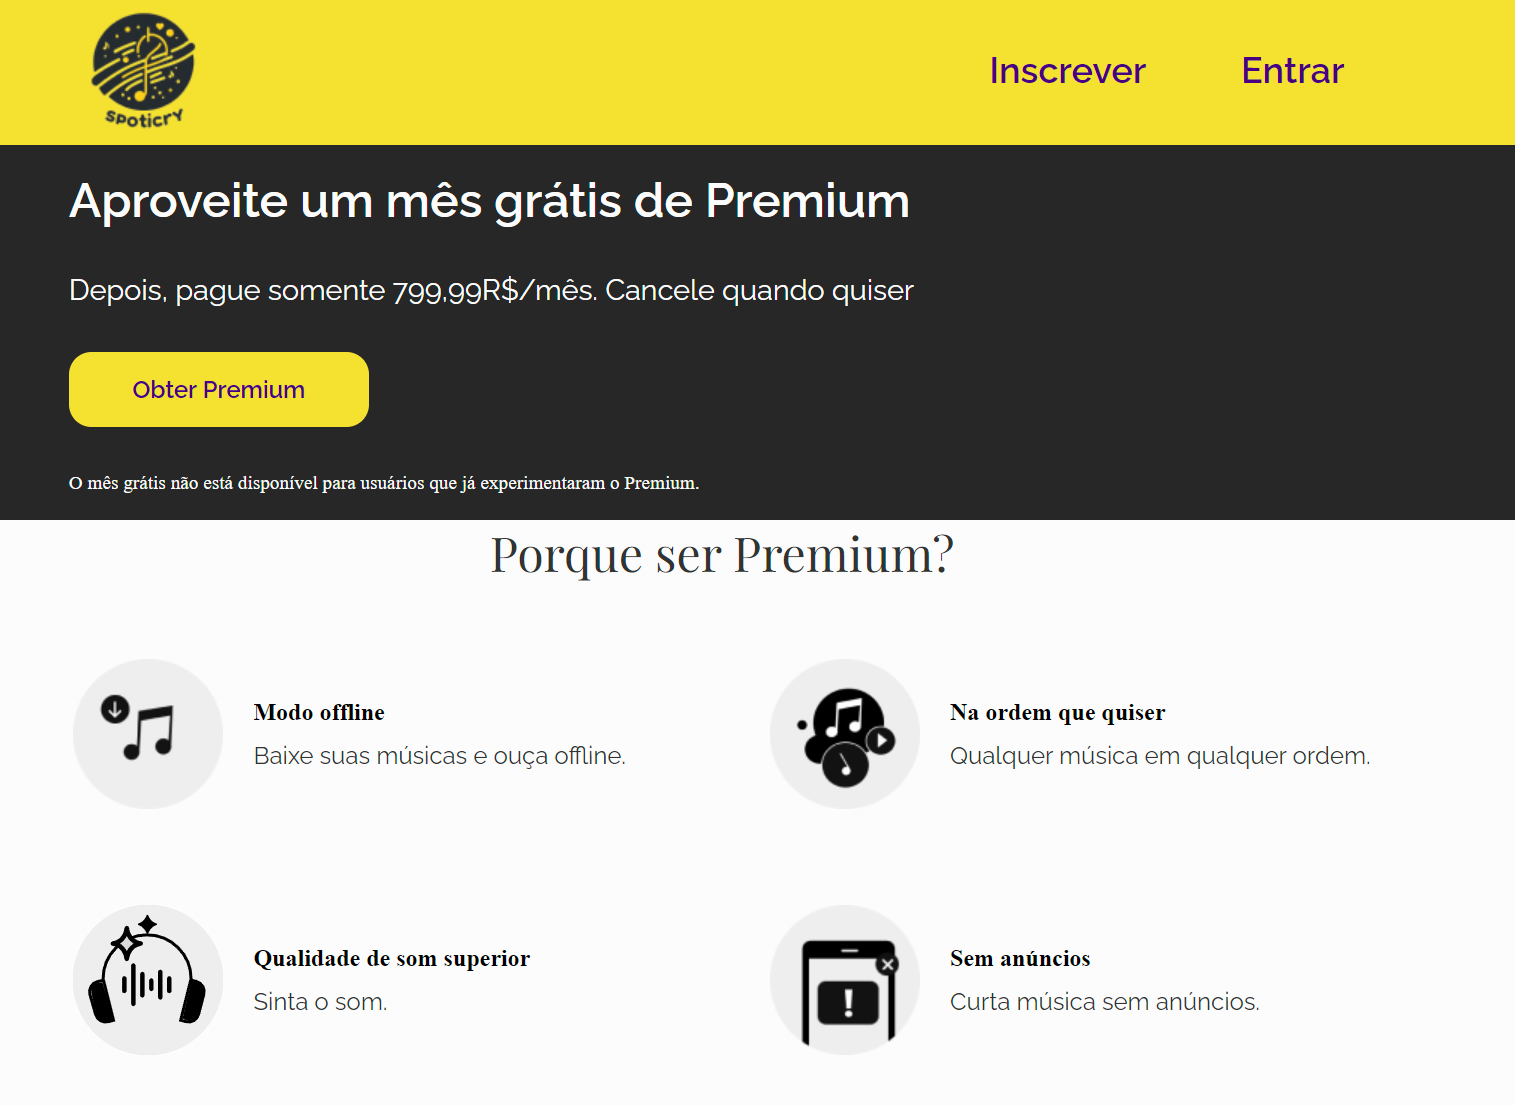 SPOTICRY
Inscrever
Entrar
Aproveite um mês grátis de Premium
Depois, pague somente 799,99R$/mês. Cancele quando quiser
Obter Premium
O mês grátis não está disponível para usuários que já experimentaram o Premium.
Porque ser Premium?
Modo offline
Baixe suas músicas e ouça offline.
Na ordem que quiser
Qualquer música em qualquer ordem.
Qualidade de som superior
Sinta o som.
Sem anúncios
Curta música sem anúncios.